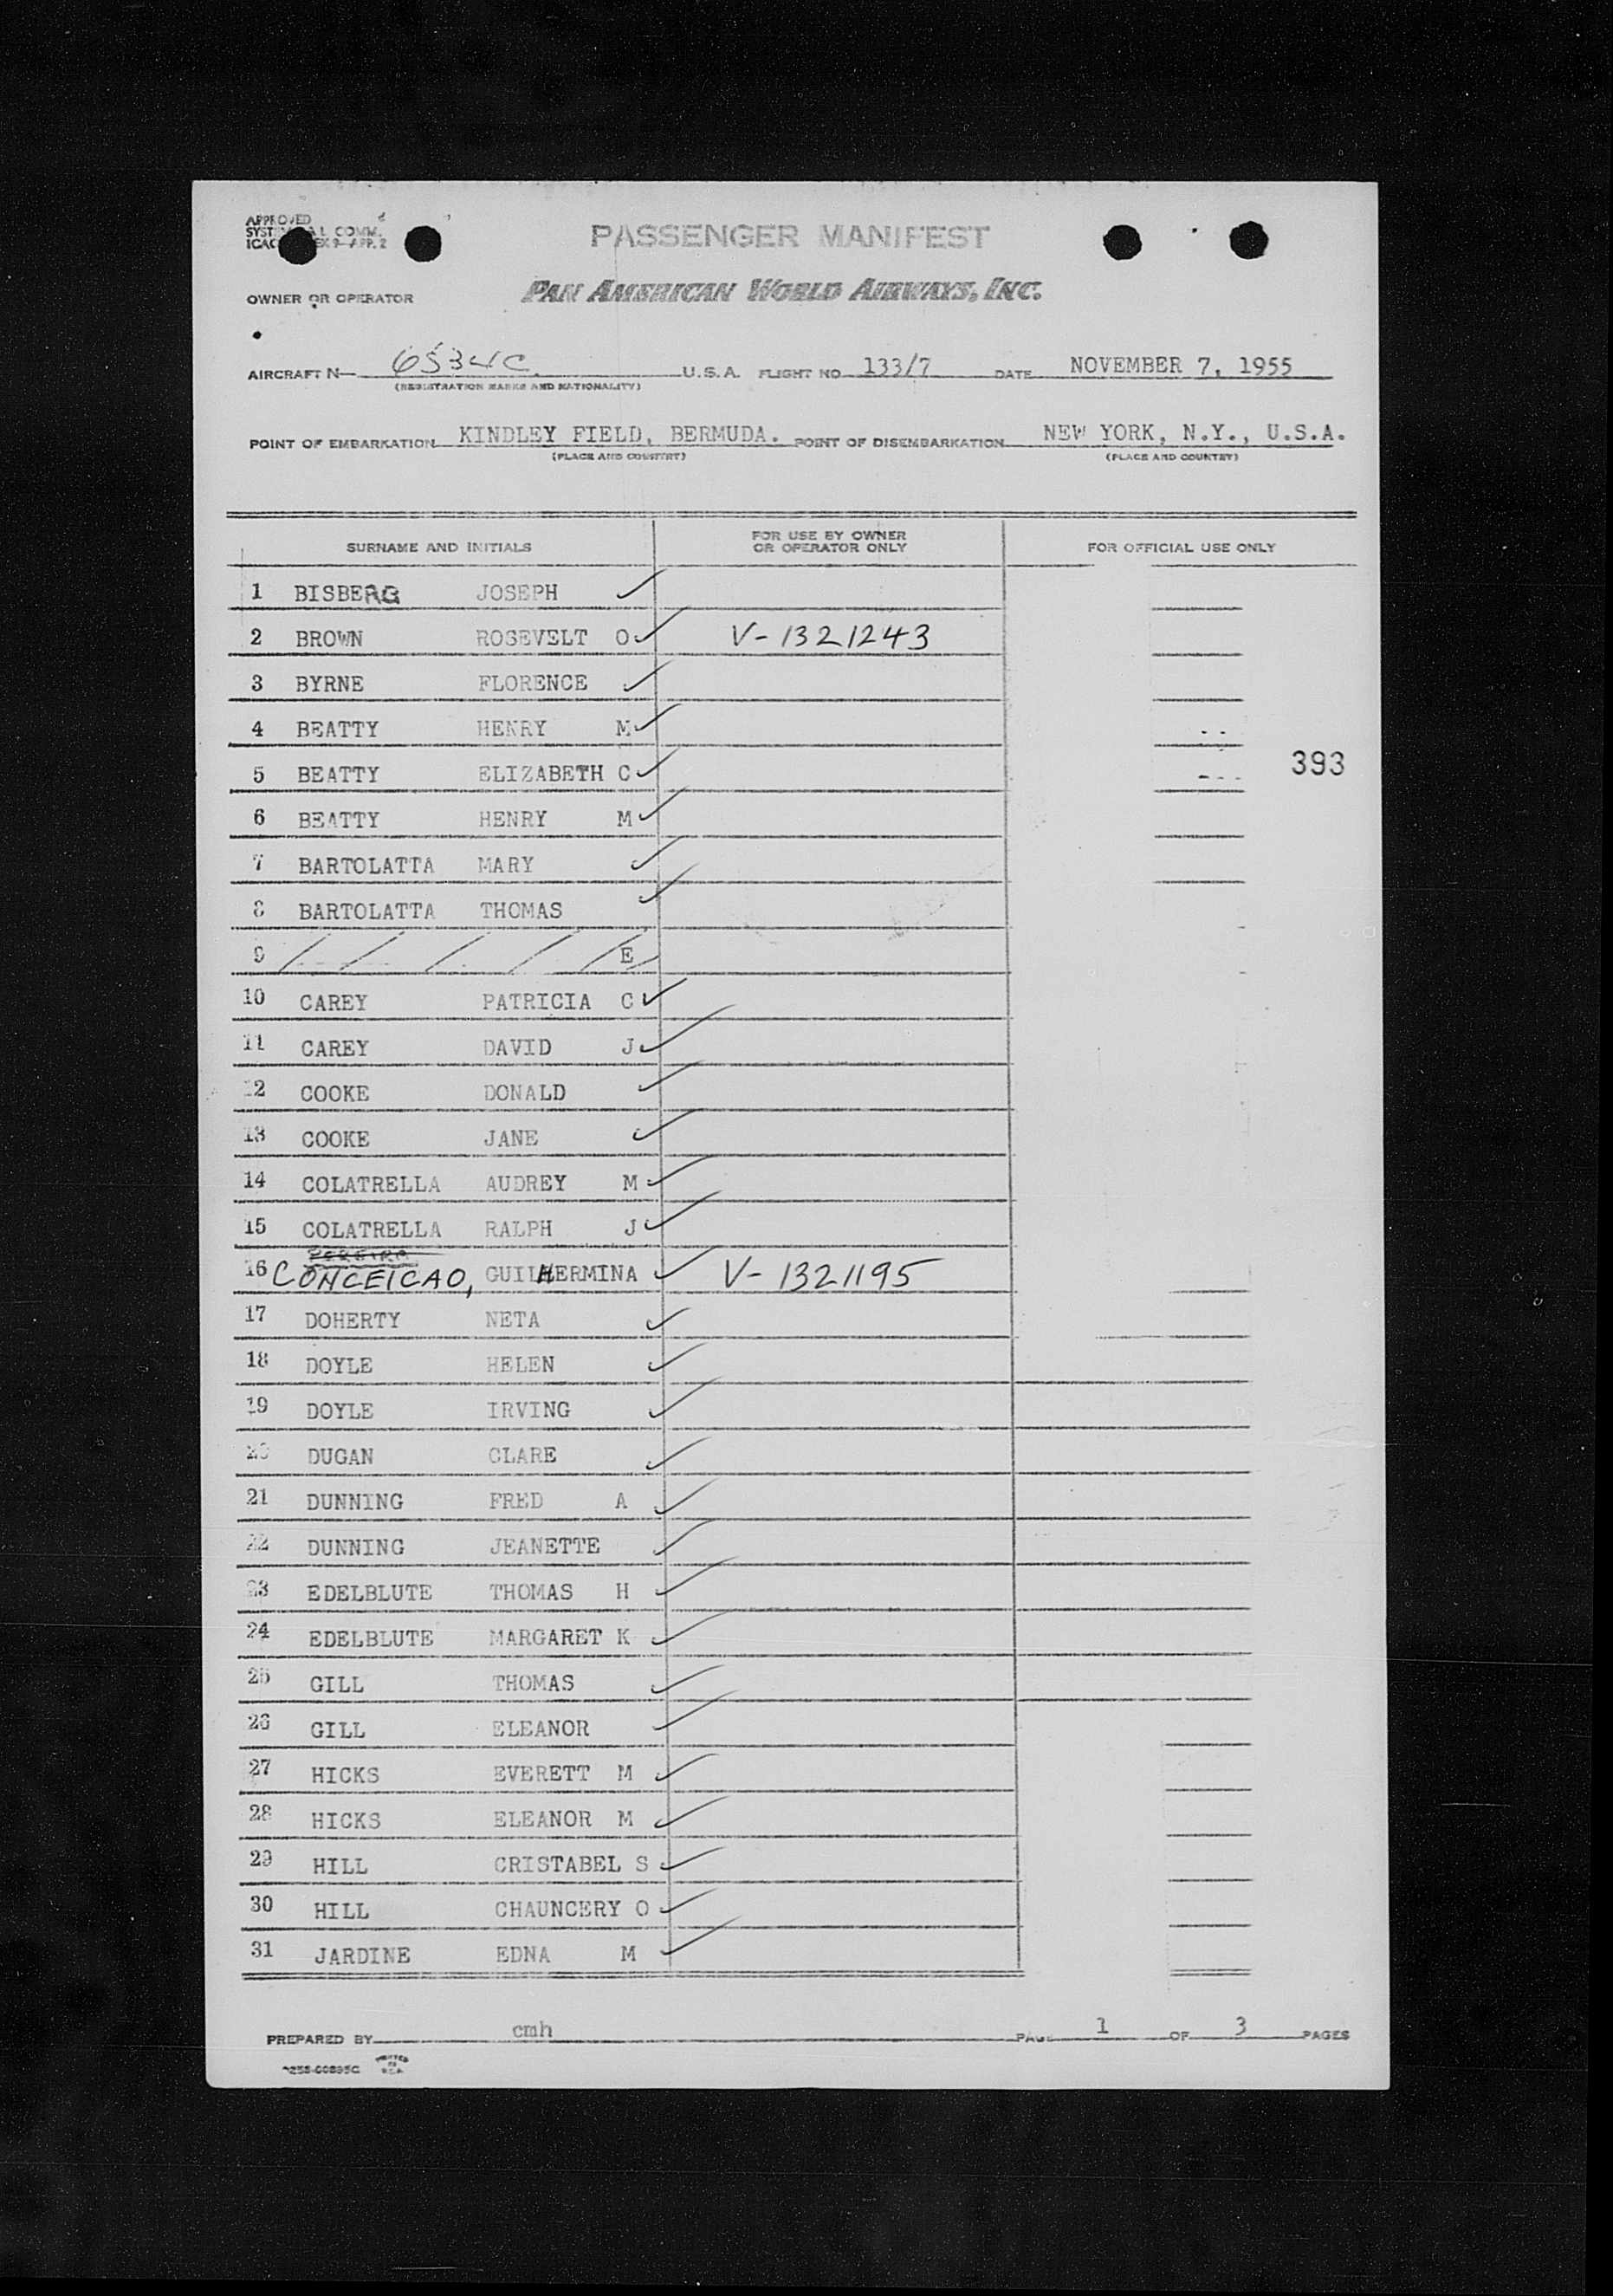 APPROVED
PASSENGER MANIFEST
PAN AMERICAN WORLD AIRWAYS, INC.
OWNER OR OPERATOR
AIRCRAFT N— 6534C U.S.A. FLIGHT NO 133/7 DATE NOVEMBER 7, 1955
(REGISTRATION MARKS AND NATIONALITY)
POINT OF EMBARKATION KINDLEY FIELD, BERMUDA. POINT OF DISEMBARKATION NEW YORK, N.Y., U.S.A.
(PLACE AND COUNTRY) (PLACE AND COUNTRY)
SURNAME AND INITIALS FOR USE BY OWNER OR OPERATOR ONLY FOR OFFICIAL USE ONLY
1 BISBERG JOSEPH
2 BROWN ROSEVELT O V-1321243
3 BYRNE FLORENCE
4 BEATTY HENRY M
393
5 BEATTY ELIZABETH C
6 BEATTY HENRY M
7 BARTOLATTA MARY
8 BARTOLATTA THOMAS
9 / / / / / E
10 CAREY PATRICIA C
11 CAREY DAVID J
12 COOKE DONALD
13 COOKE JANE
14 COLATRELLA AUDREY M
15 COLATRELLA RALPH J
PEREIRA
16 CONCEICAO, GUILHERMINA V-1321195
17 DOHERTY NETA
18 DOYLE HELEN
19 DOYLE IRVING
20 DUGAN CLARE
21 DUNNING FRED A
22 DUNNING JEANETTE
23 EDELBLUTE THOMAS H
24 EDELBLUTE MARGARET K
25 GILL THOMAS
26 GILL ELEANOR
27 HICKS EVERETT M
28 HICKS ELEANOR M
29 HILL CRISTABEL S
30 HILL CHAUNCERY O
31 JARDINE EDNA M
PREPARED BY cmh PAGE 1 OF 3 PAGES